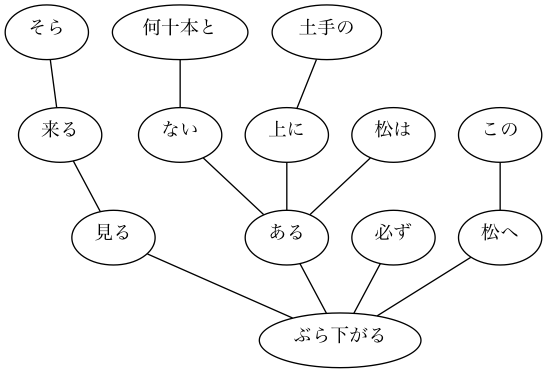 そら
何十本と
土手の
来る
ない
上に
松は
この
見る
ある
必ず
松へ
ぶら下がる